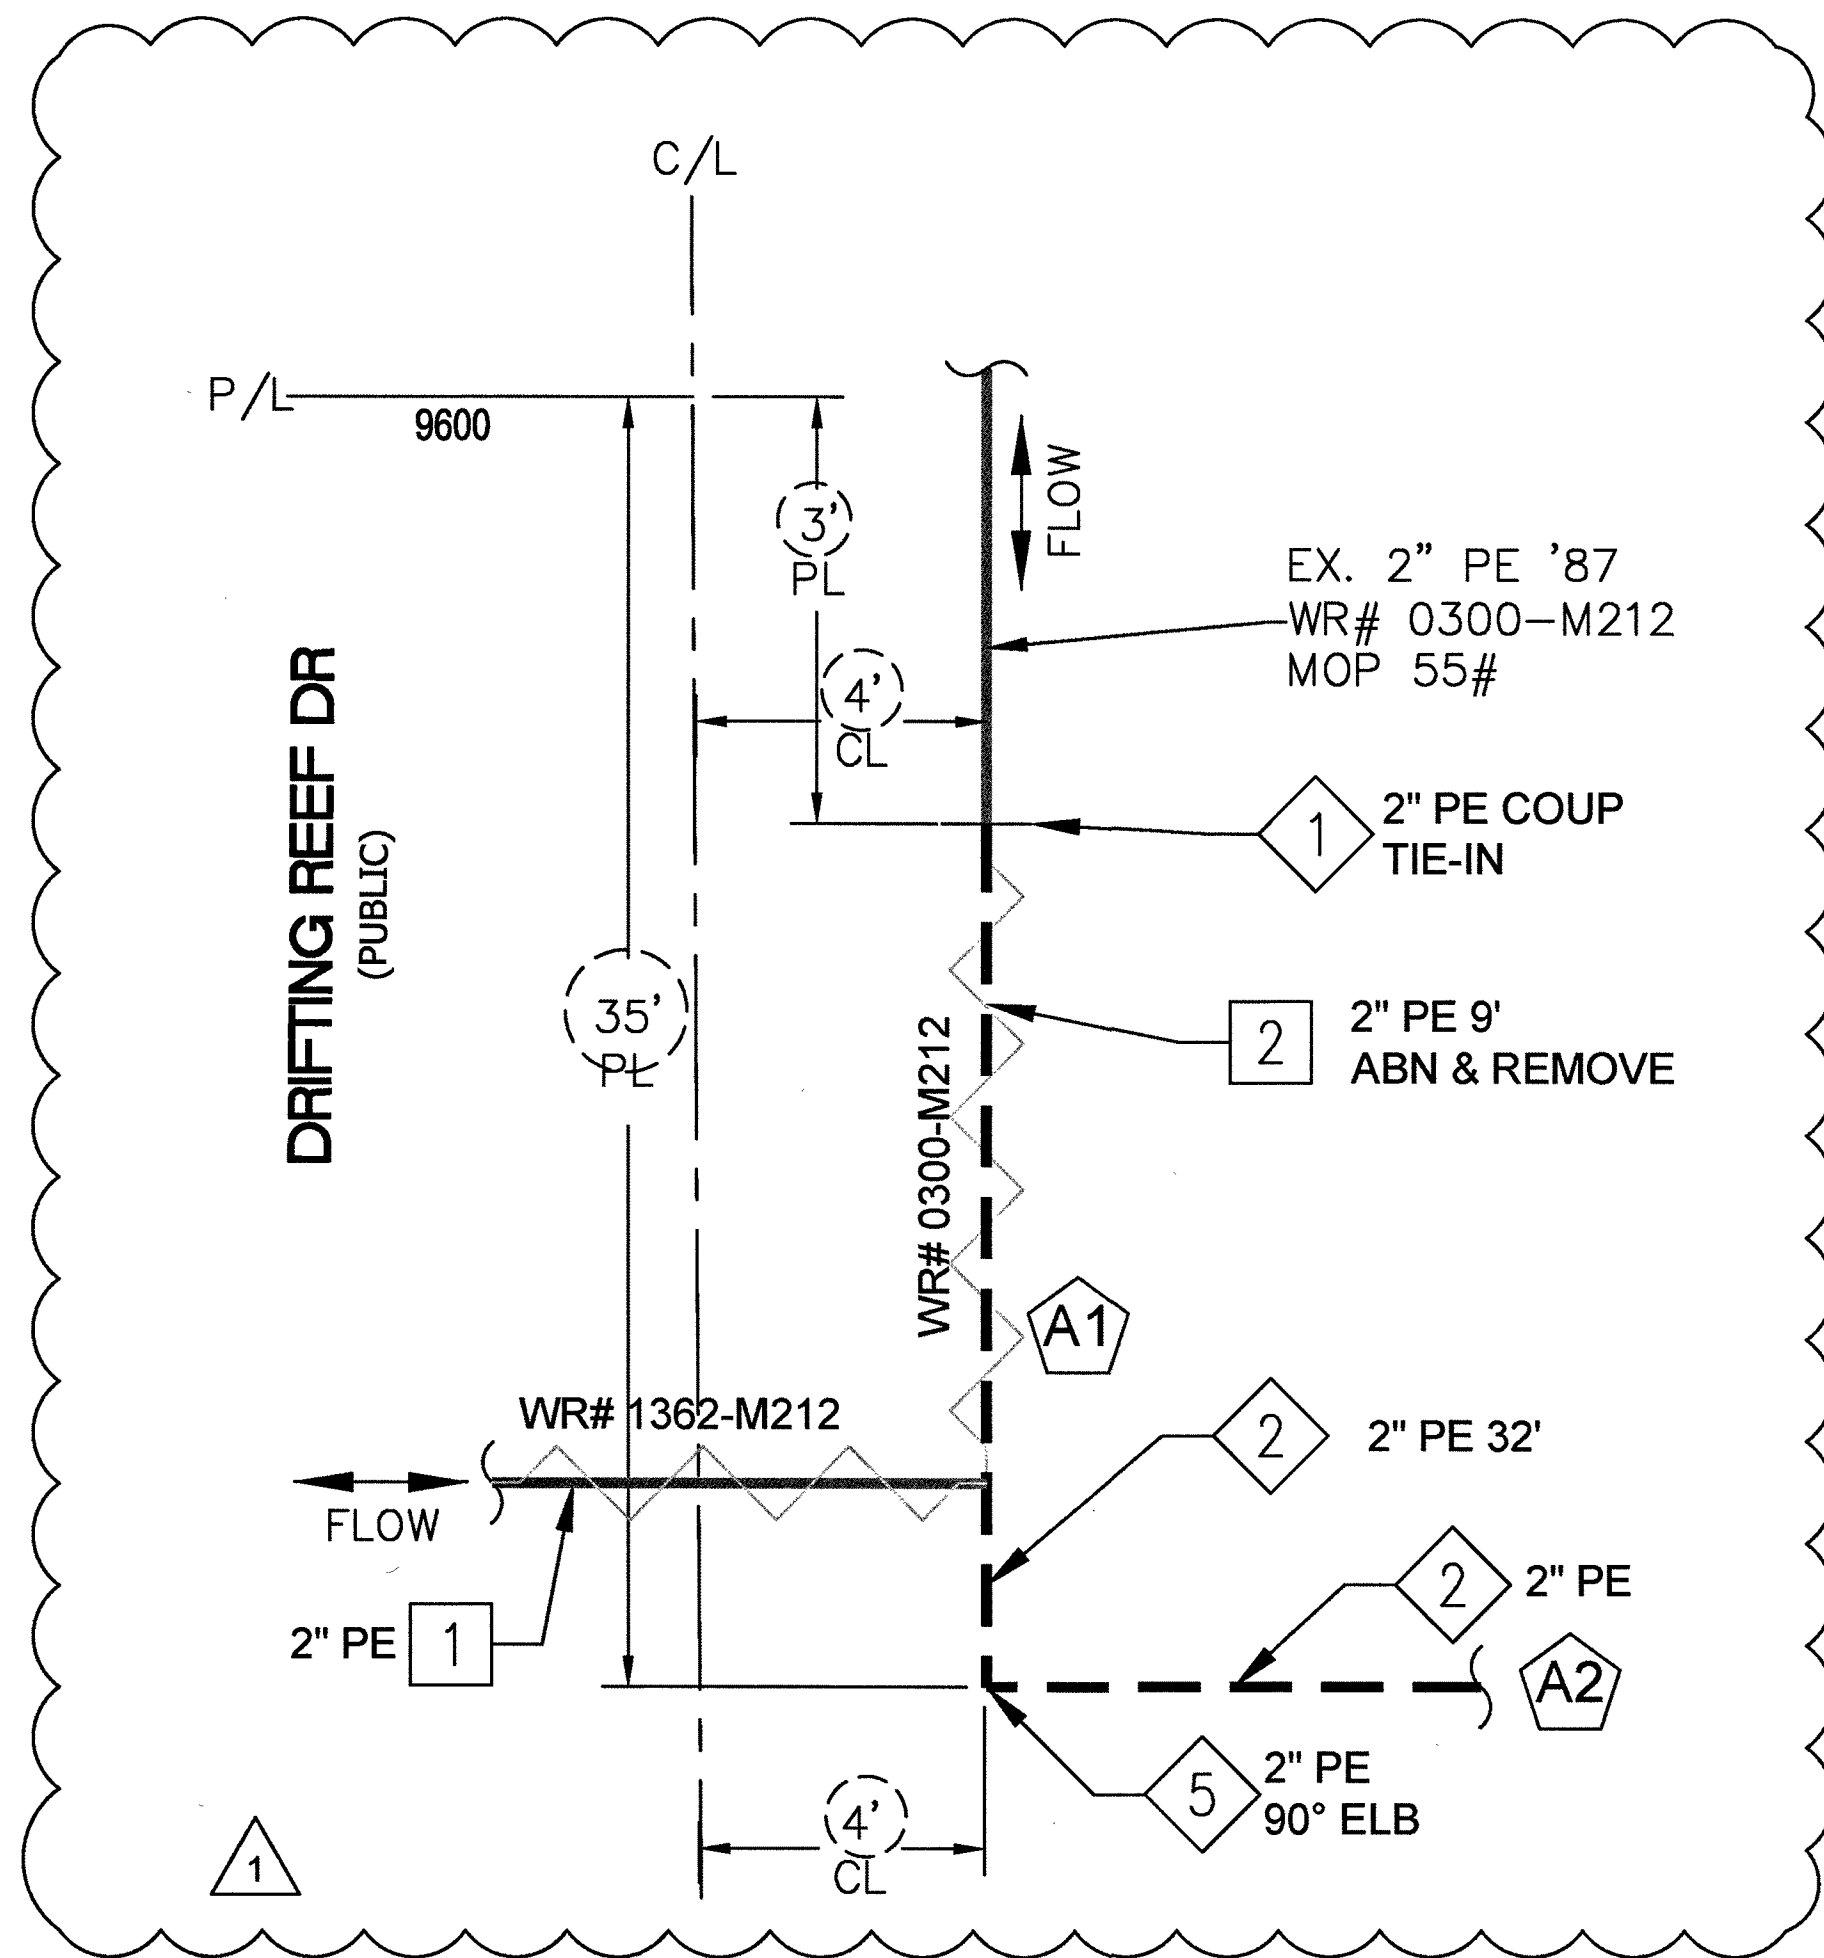 C/L
P/L
9600
3'
PL
FLOW
EX. 2" PE '87
WR# 0300-M212
MOP 55#
4'
CL
DRIFTING REEF DR
(PUBLIC)
1
2" PE COUP
TIE-IN
35'
PL
2
2" PE 9'
ABN & REMOVE
WR# 0300-M212
A1
WR# 1362-M212
2
2" PE 32'
FLOW
2" PE
1
2
2" PE
A2
5
2" PE
90° ELB
4'
CL
1